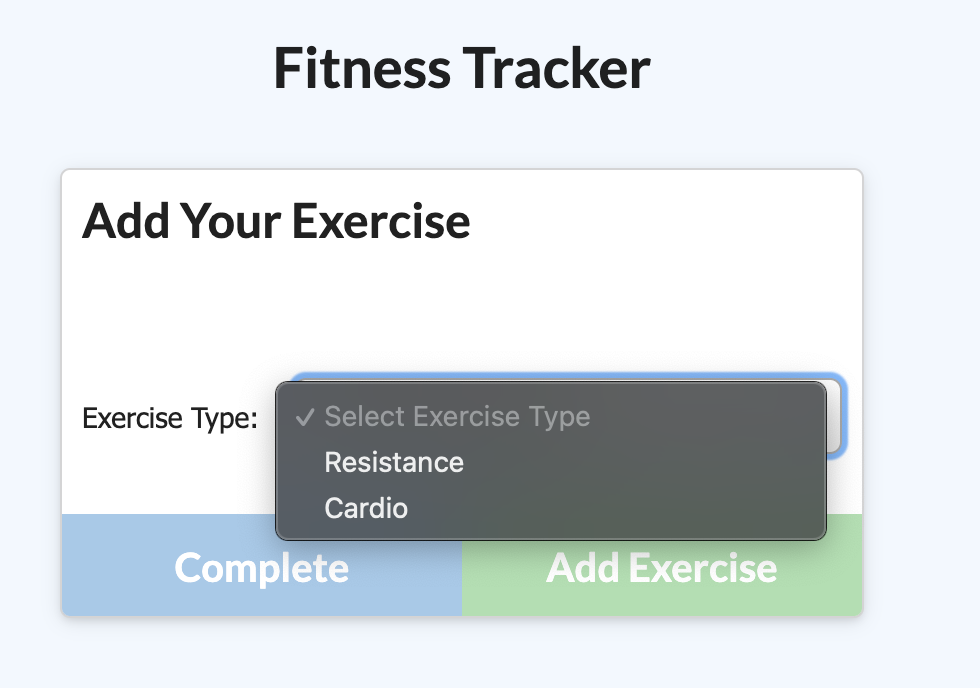 Fitness Tracker
Add Your Exercise
Exercise Type:
✓ Select Exercise Type
Resistance
Cardio
Complete
Add Exercise